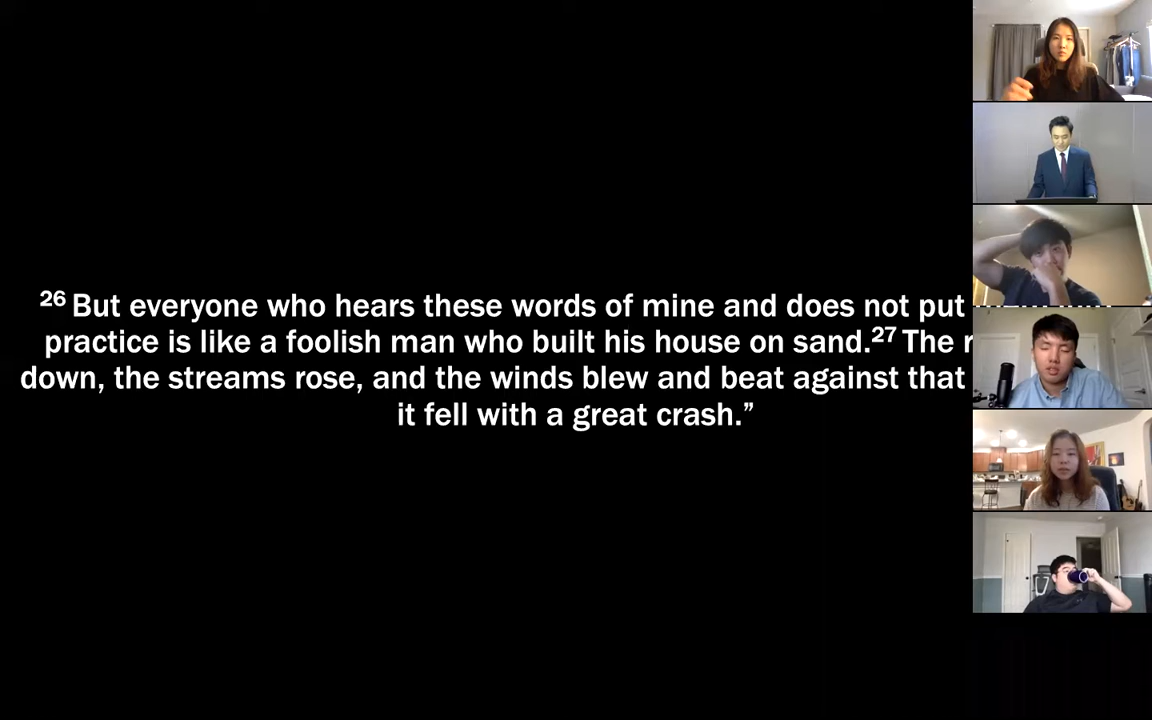 ²⁶ But everyone who hears these words of mine and does not put
practice is like a foolish man who built his house on sand.²⁷ The
down, the streams rose, and the winds blew and beat against that
it fell with a great crash.”